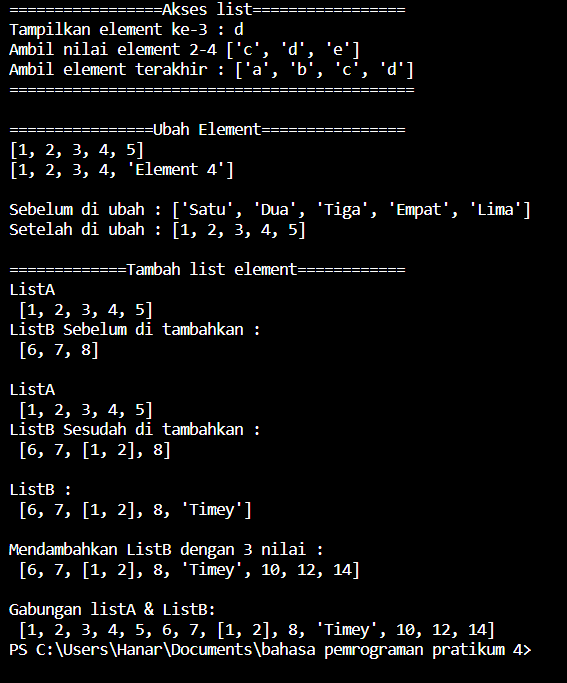 =================Akses list=================
Tampilkan element ke-3 : d
Ambil nilai element 2-4 ['c', 'd', 'e']
Ambil element terakhir : ['a', 'b', 'c', 'd']
=============================================
================Ubah Element================
[1, 2, 3, 4, 5]
[1, 2, 3, 4, 'Element 4']
Sebelum di ubah : ['Satu', 'Dua', 'Tiga', 'Empat', 'Lima']
Setelah di ubah : [1, 2, 3, 4, 5]
=============Tambah list element============
ListA
[1, 2, 3, 4, 5]
ListB Sebelum di tambahkan :
[6, 7, 8]
ListA
[1, 2, 3, 4, 5]
ListB Sesudah di tambahkan :
[6, 7, [1, 2], 8]
ListB :
[6, 7, [1, 2], 8, 'Timey']
Mendambahkan ListB dengan 3 nilai :
[6, 7, [1, 2], 8, 'Timey', 10, 12, 14]
Gabungan listA & ListB:
[1, 2, 3, 4, 5, 6, 7, [1, 2], 8, 'Timey', 10, 12, 14]
PS C:\Users\Hanar\Documents\bahasa pemrograman pratikum 4>